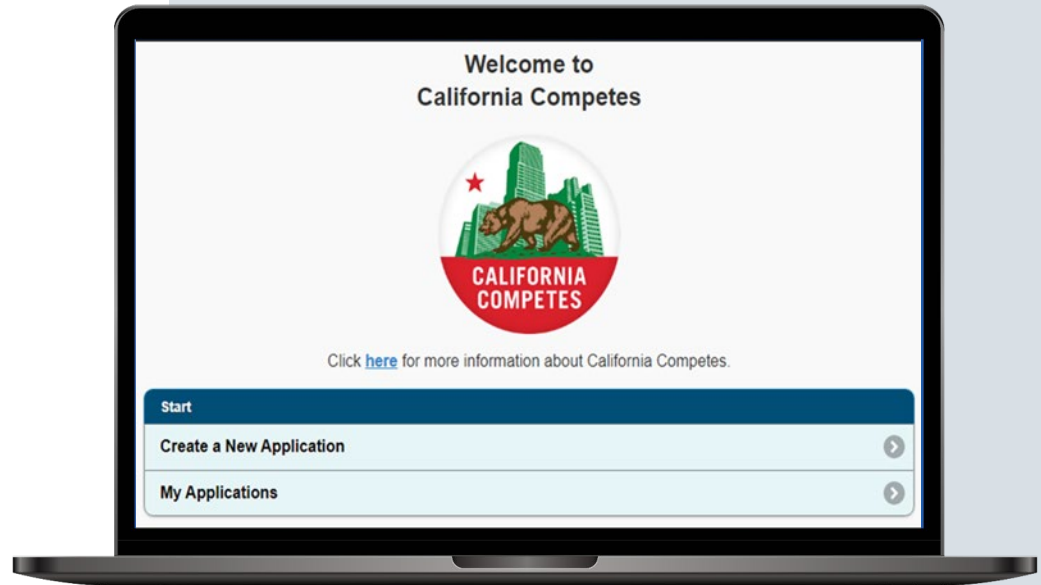 Welcome to
California Competes
CALIFORNIA
COMPETES
Click here for more information about California Competes.
Start
Create a New Application
My Applications